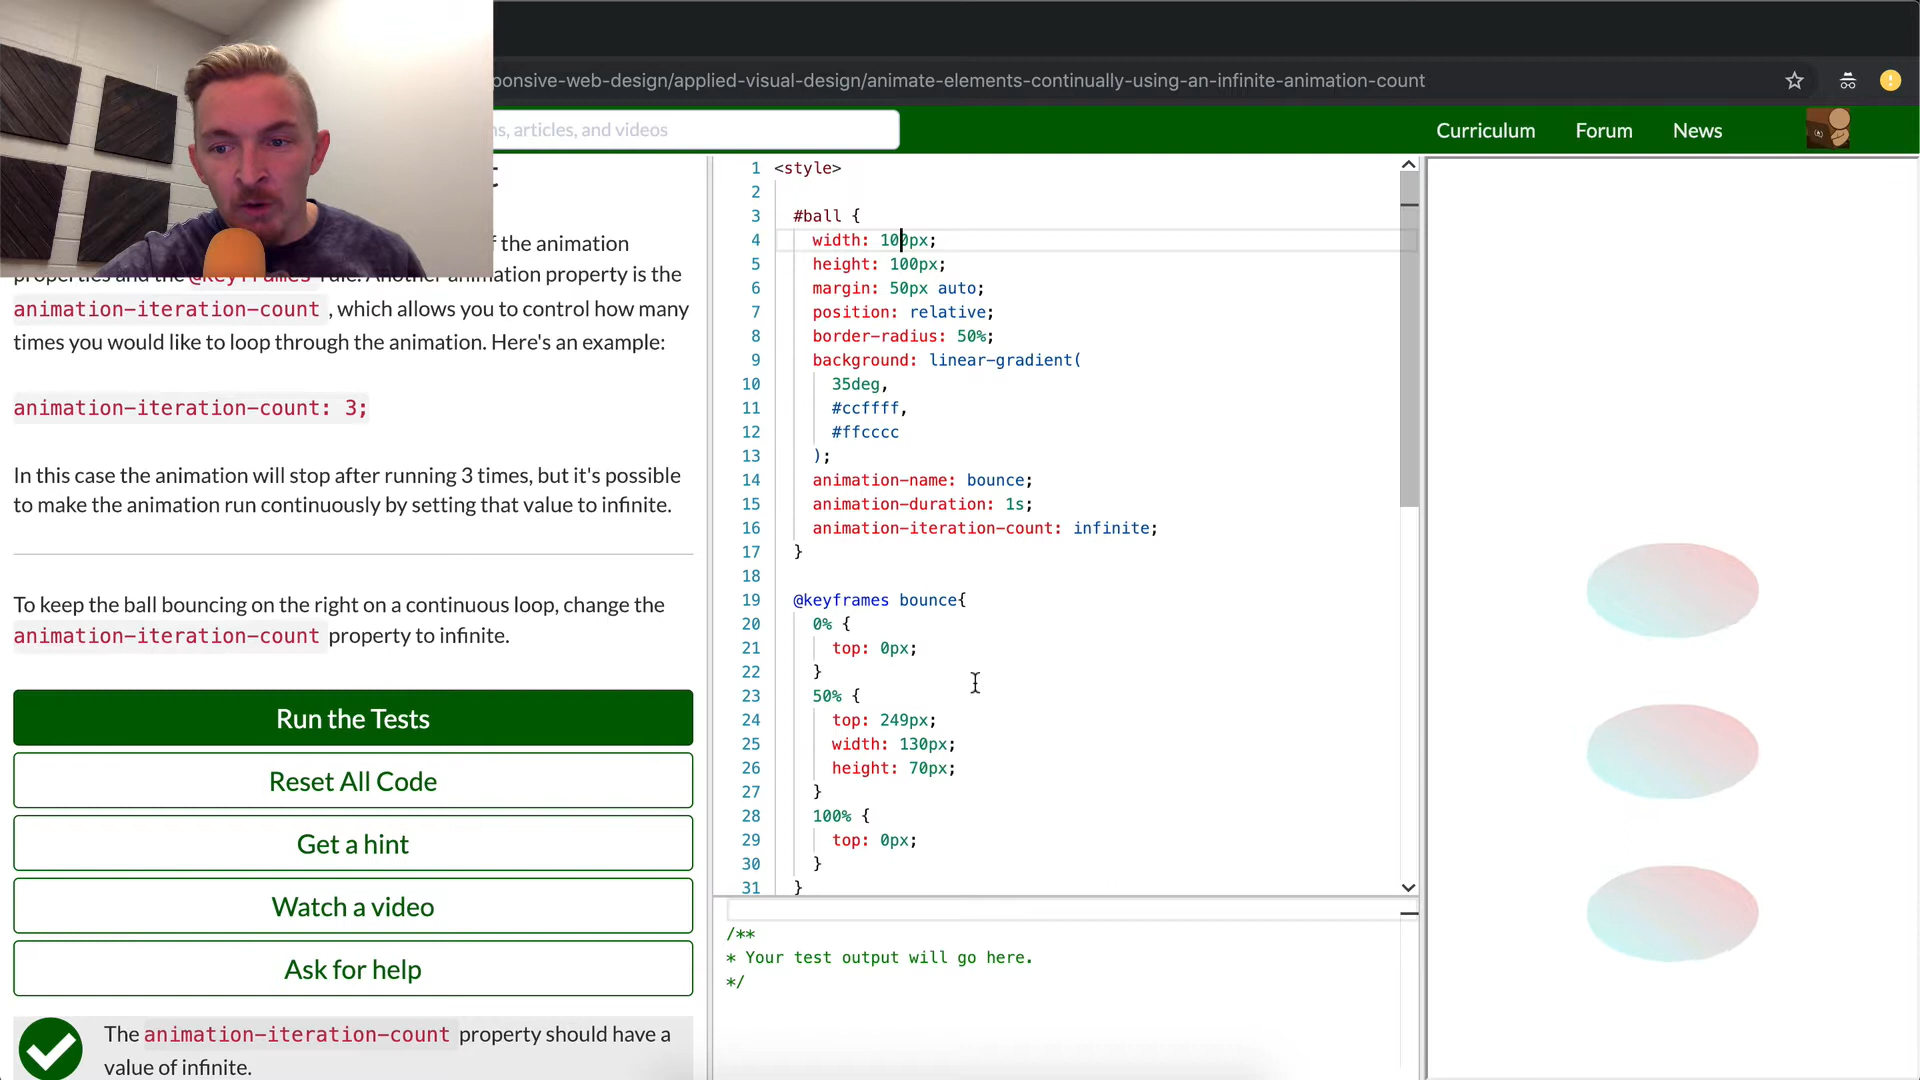 ponsive-web-design/applied-visual-design/animate-elements-continually-using-an-infinite-animation-count
s, articles, and videos
Curriculum
Forum
News
f the animation
properties and the @keyframes rule. Another animation property is the
animation-iteration-count , which allows you to control how many
times you would like to loop through the animation. Here's an example:
animation-iteration-count: 3;
In this case the animation will stop after running 3 times, but it's possible
to make the animation run continuously by setting that value to infinite.
To keep the ball bouncing on the right on a continuous loop, change the
animation-iteration-count property to infinite.
Run the Tests
Reset All Code
Get a hint
Watch a video
Ask for help
The animation-iteration-count property should have a
value of infinite.
1 <style>
2
3 #ball {
4 width: 100px;
5 height: 100px;
6 margin: 50px auto;
7 position: relative;
8 border-radius: 50%;
9 background: linear-gradient(
10 35deg,
11 #ccffff,
12 #ffcccc
13 );
14 animation-name: bounce;
15 animation-duration: 1s;
16 animation-iteration-count: infinite;
17 }
18
19 @keyframes bounce{
20 0% {
21 top: 0px;
22 }
23 50% {
24 top: 249px;
25 width: 130px;
26 height: 70px;
27 }
28 100% {
29 top: 0px;
30 }
31 }
/**
* Your test output will go here.
*/